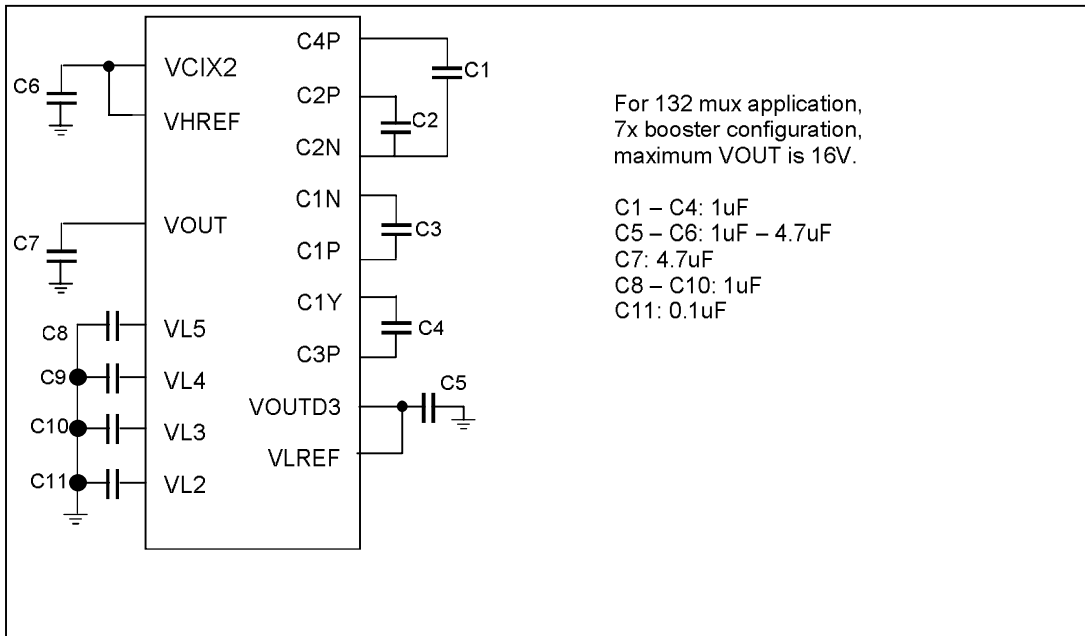 C6
VCIX2
VHREF
C7
VOUT
C8
VL5
C9
VL4
C10
VL3
C11
VL2
C4P
C1
C2P
C2
C2N
C1N
C3
C1P
C1Y
C4
C3P
C5
VOUTD3
VLREF
For 132 mux application,
7x booster configuration,
maximum VOUT is 16V.
C1 – C4: 1uF
C5 – C6: 1uF – 4.7uF
C7: 4.7uF
C8 – C10: 1uF
C11: 0.1uF